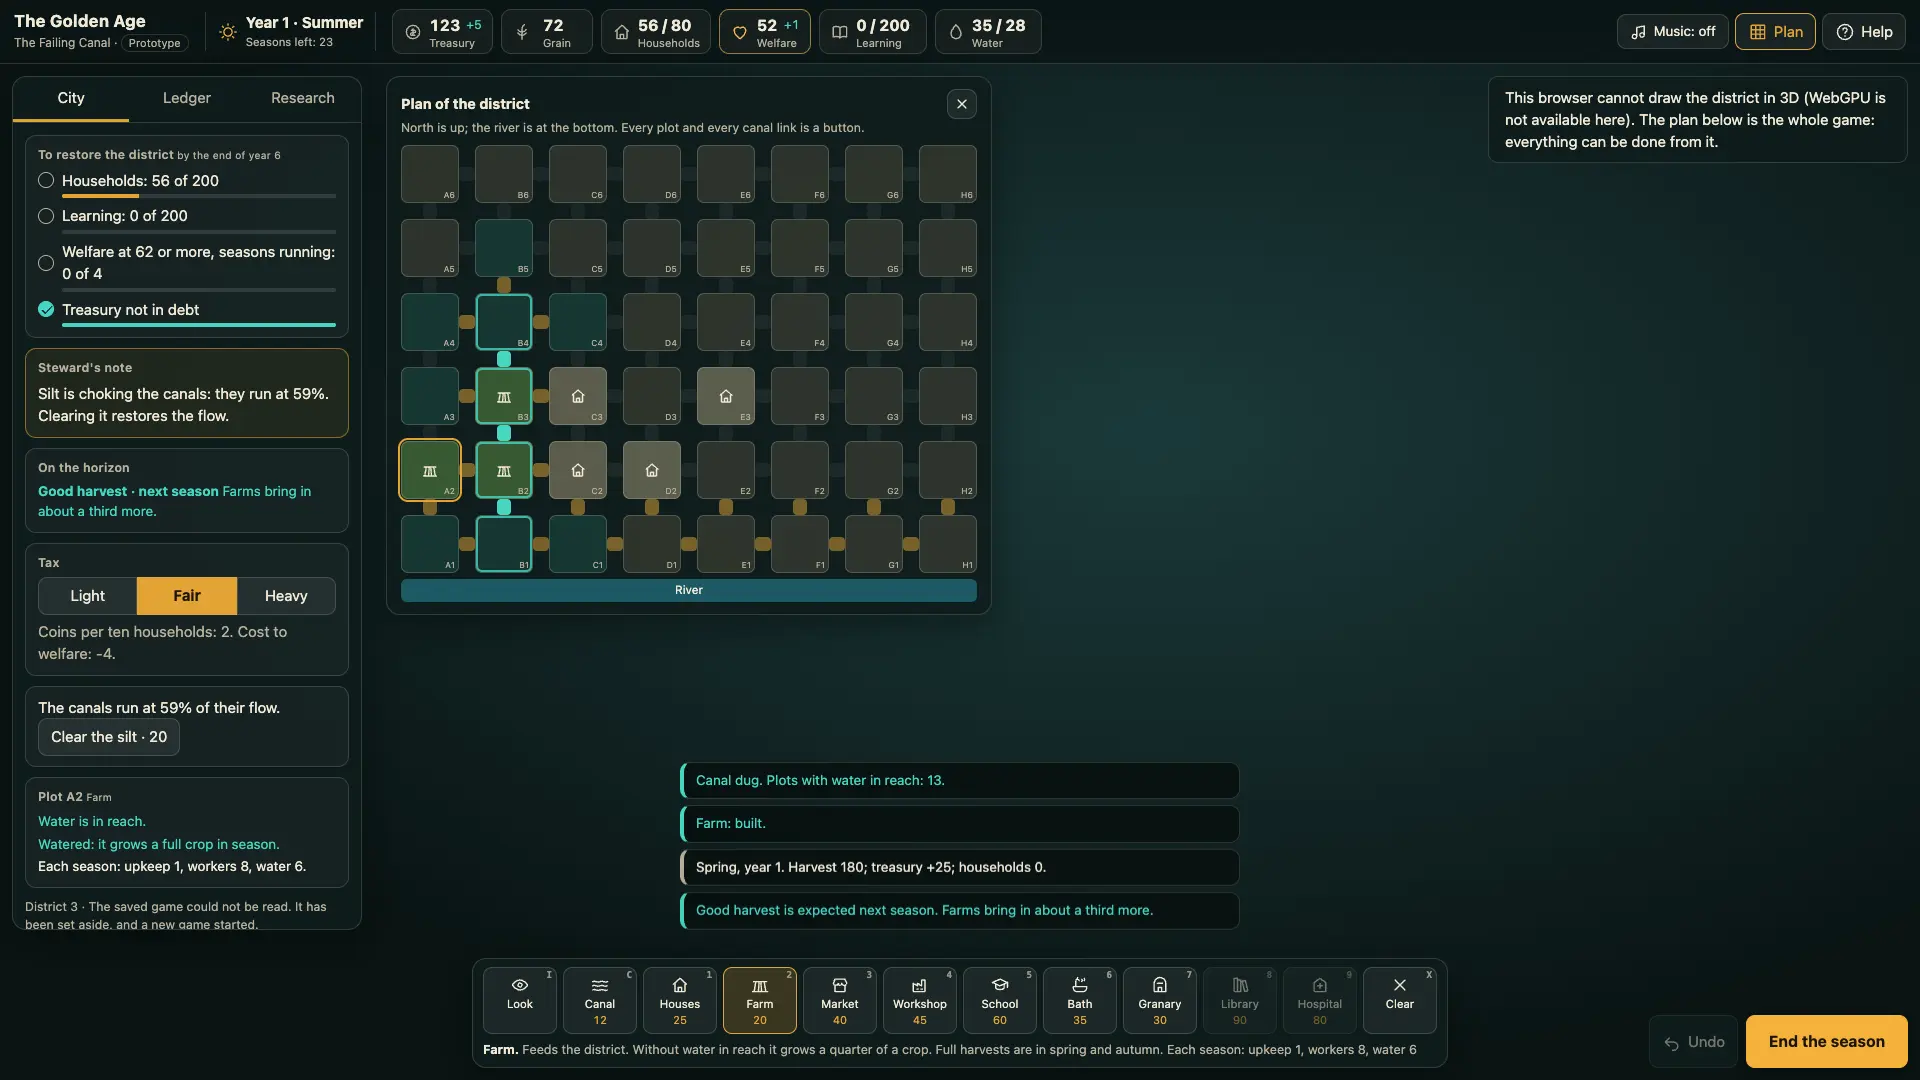 The Golden Age
The Failing Canal · Prototype
Year 1 · Summer
Seasons left: 23
123 +5
Treasury
72
Grain
56 / 80
Households
52 +1
Welfare
0 / 200
Learning
35 / 28
Water
Music: off
Plan
Help
City
Ledger
Research
To restore the district by the end of year 6
Households: 56 of 200
Learning: 0 of 200
Welfare at 62 or more, seasons running:
0 of 4
Treasury not in debt
Steward's note
Silt is choking the canals: they run at 59%.
Clearing it restores the flow.
On the horizon
Good harvest · next season Farms bring in
about a third more.
Tax
Light
Fair
Heavy
Coins per ten households: 2. Cost to
welfare: -4.
The canals run at 59% of their flow.
Clear the silt · 20
Plot A2 Farm
Water is in reach.
Watered: it grows a full crop in season.
Each season: upkeep 1, workers 8, water 6.
District 3 · The saved game could not be read. It has
been set aside, and a new game started.
Plan of the district
North is up; the river is at the bottom. Every plot and every canal link is a button.
A6 B6 C6 D6 E6 F6 G6 H6
A5 B5 C5 D5 E5 F5 G5 H5
A4 B4 C4 D4 E4 F4 G4 H4
A3 B3 C3 D3 E3 F3 G3 H3
A2 B2 C2 D2 E2 F2 G2 H2
A1 B1 C1 D1 E1 F1 G1 H1
River
This browser cannot draw the district in 3D (WebGPU is
not available here). The plan below is the whole game:
everything can be done from it.
Canal dug. Plots with water in reach: 13.
Farm: built.
Spring, year 1. Harvest 180; treasury +25; households 0.
Good harvest is expected next season. Farms bring in about a third more.
I
Look
C
Canal
12
1
Houses
25
2
Farm
20
3
Market
40
4
Workshop
45
5
School
60
6
Bath
35
7
Granary
30
8
Library
90
9
Hospital
80
X
Clear
Farm. Feeds the district. Without water in reach it grows a quarter of a crop. Full harvests are in spring and autumn. Each season: upkeep 1, workers 8, water 6
Undo
End the season